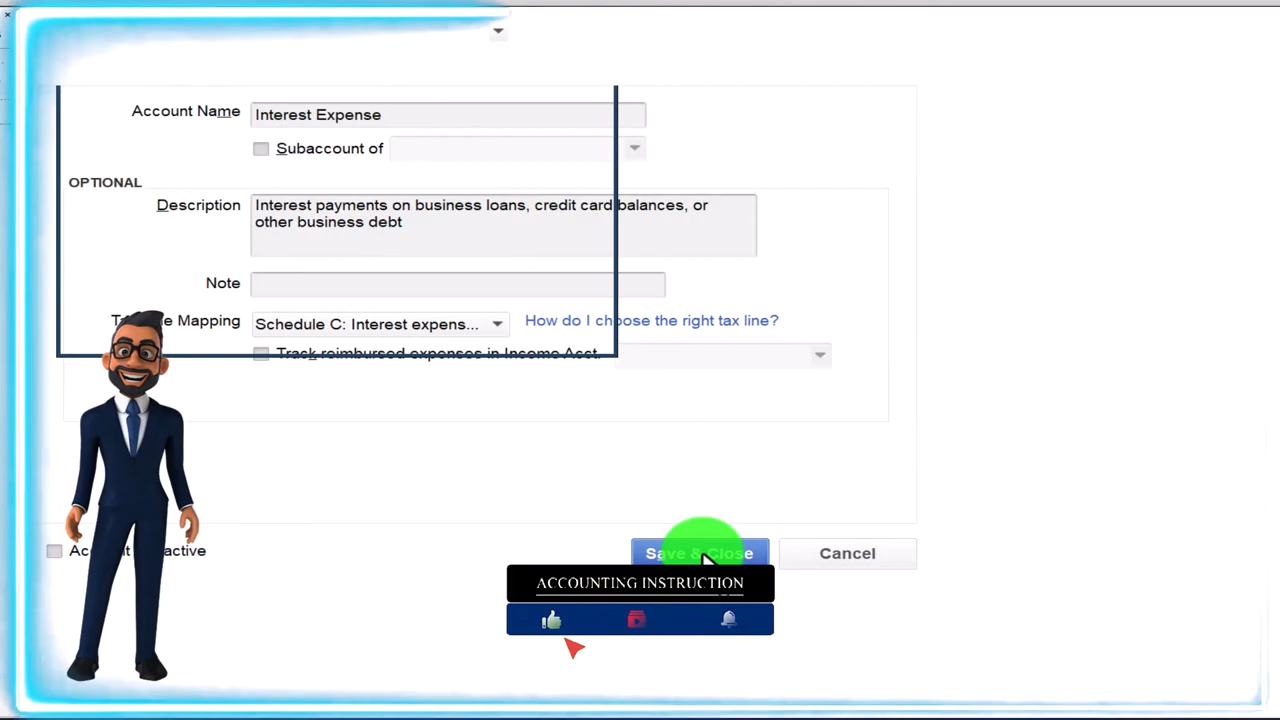 Account Name
Interest Expense
Subaccount of
OPTIONAL
Description
Interest payments on business loans, credit card balances, or
other business debt
Note
Mapping
Schedule C: Interest expens...
How do I choose the right tax line?
Track reimbursed expenses in Income Acct.
Save & Close
Cancel
ACCOUNTING INSTRUCTION